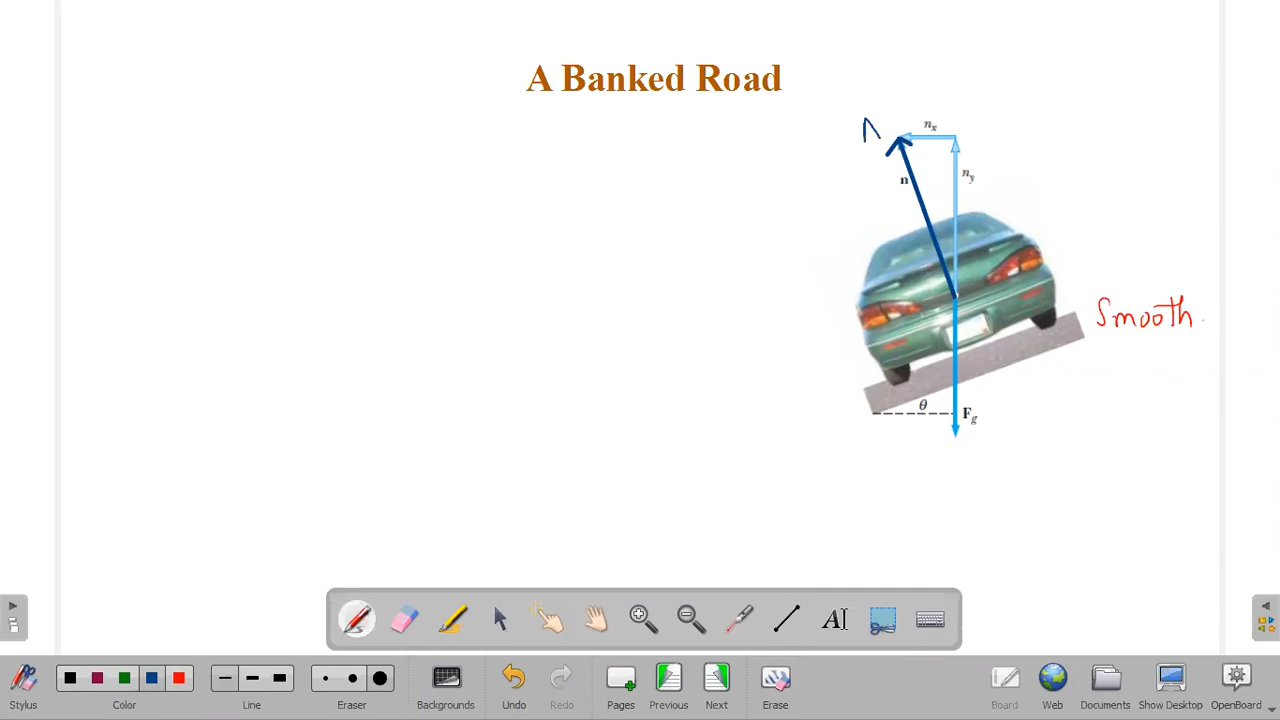 A Banked Road
N
nx
n
ny
Smooth
θ
Fg
Stylus
Color
Line
Eraser
Backgrounds
Undo
Redo
Pages
Previous
Next
Erase
Board
Web
Documents
Show Desktop
OpenBoard